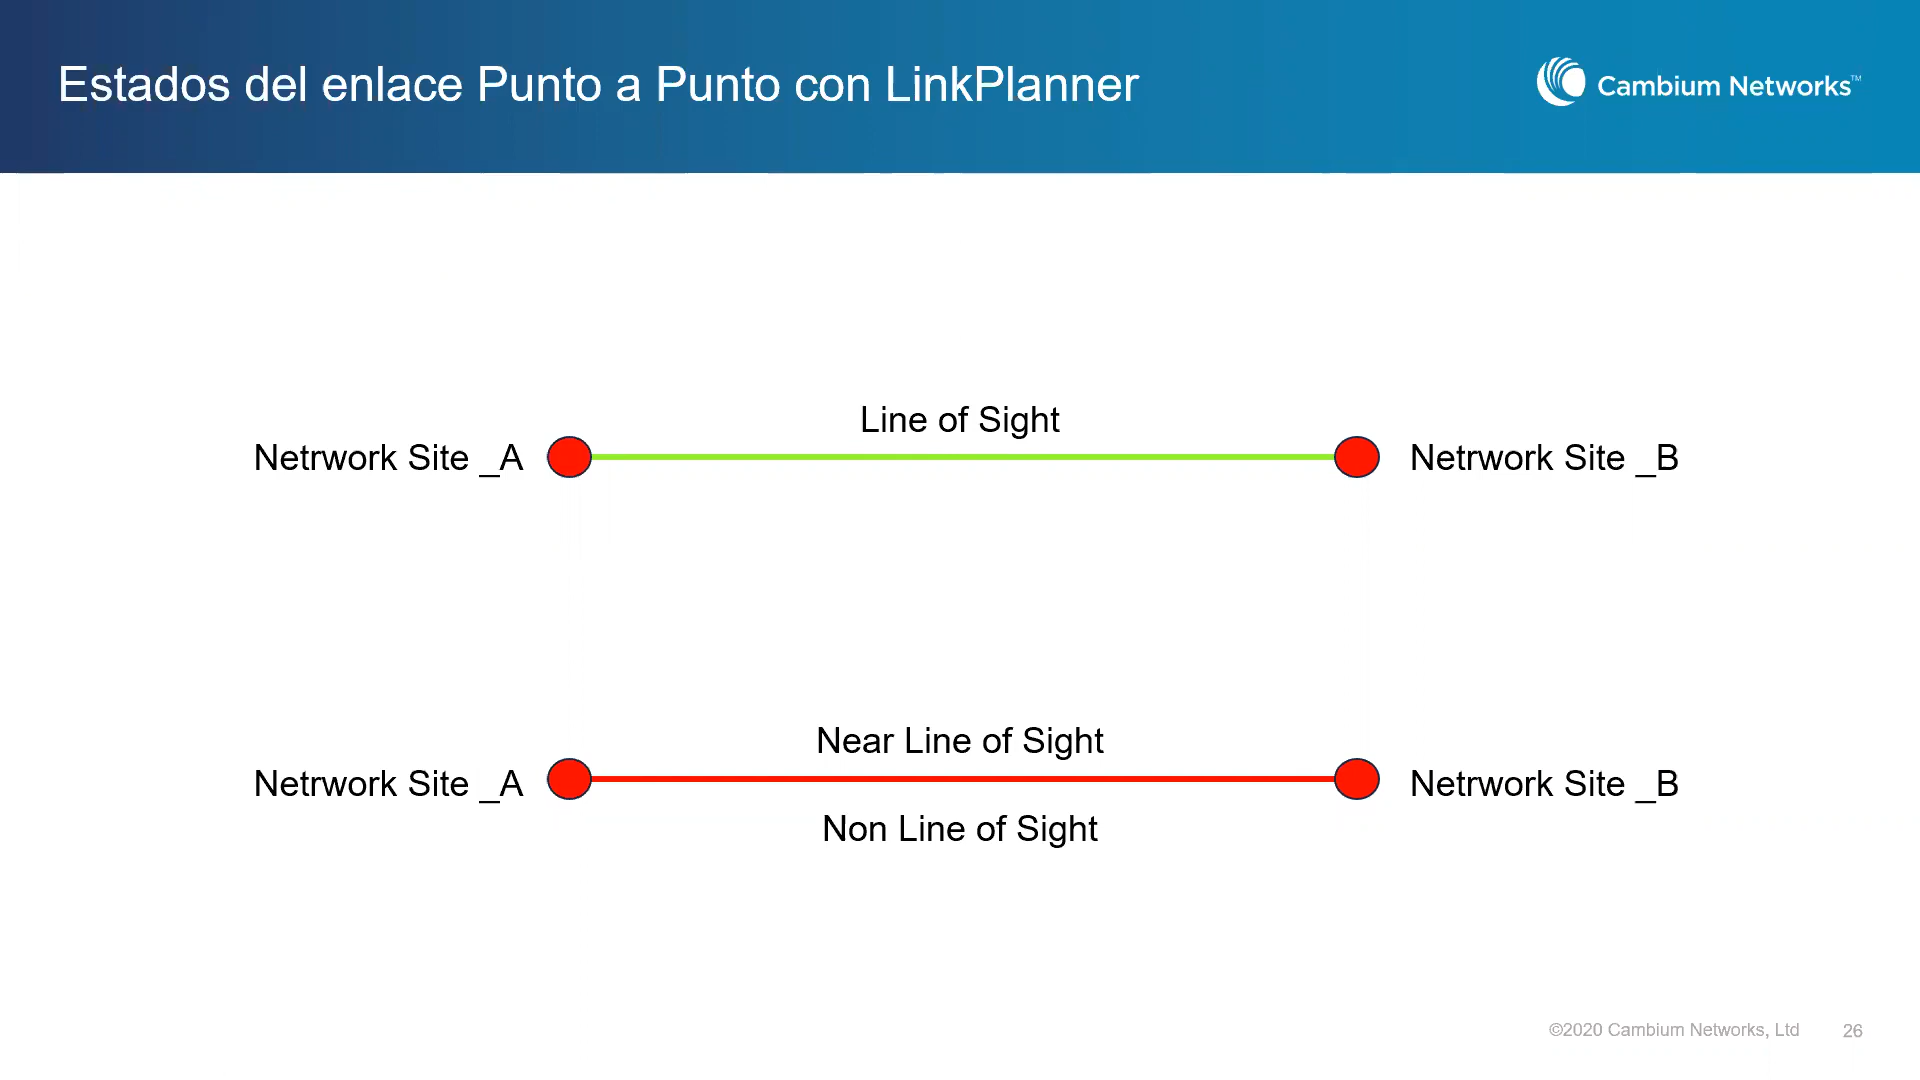 Estados del enlace Punto a Punto con LinkPlanner
Cambium Networks™
Line of Sight
Netrwork Site _A
Netrwork Site _B
Near Line of Sight
Netrwork Site _A
Netrwork Site _B
Non Line of Sight
©2020 Cambium Networks, Ltd
26